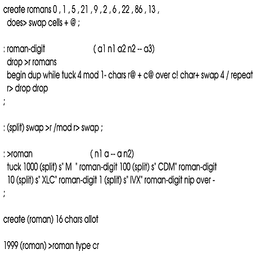 create romans 0 , 1 , 5 , 21 , 9 , 2 , 6 , 22 , 86 , 13 ,
does> swap cells + @ ;
: roman-digit ( a1 n1 a2 n2 -- a3)
drop >r romans
begin dup while tuck 4 mod 1- chars r@ + c@ over c! char+ swap 4 / repeat
r> drop drop
;
: (split) swap >r /mod r> swap ;
: >roman ( n1 a -- a n2)
tuck 1000 (split) s" M " roman-digit 100 (split) s" CDM" roman-digit
10 (split) s" XLC" roman-digit 1 (split) s" IVX" roman-digit nip over -
;
create (roman) 16 chars allot
1999 (roman) >roman type cr